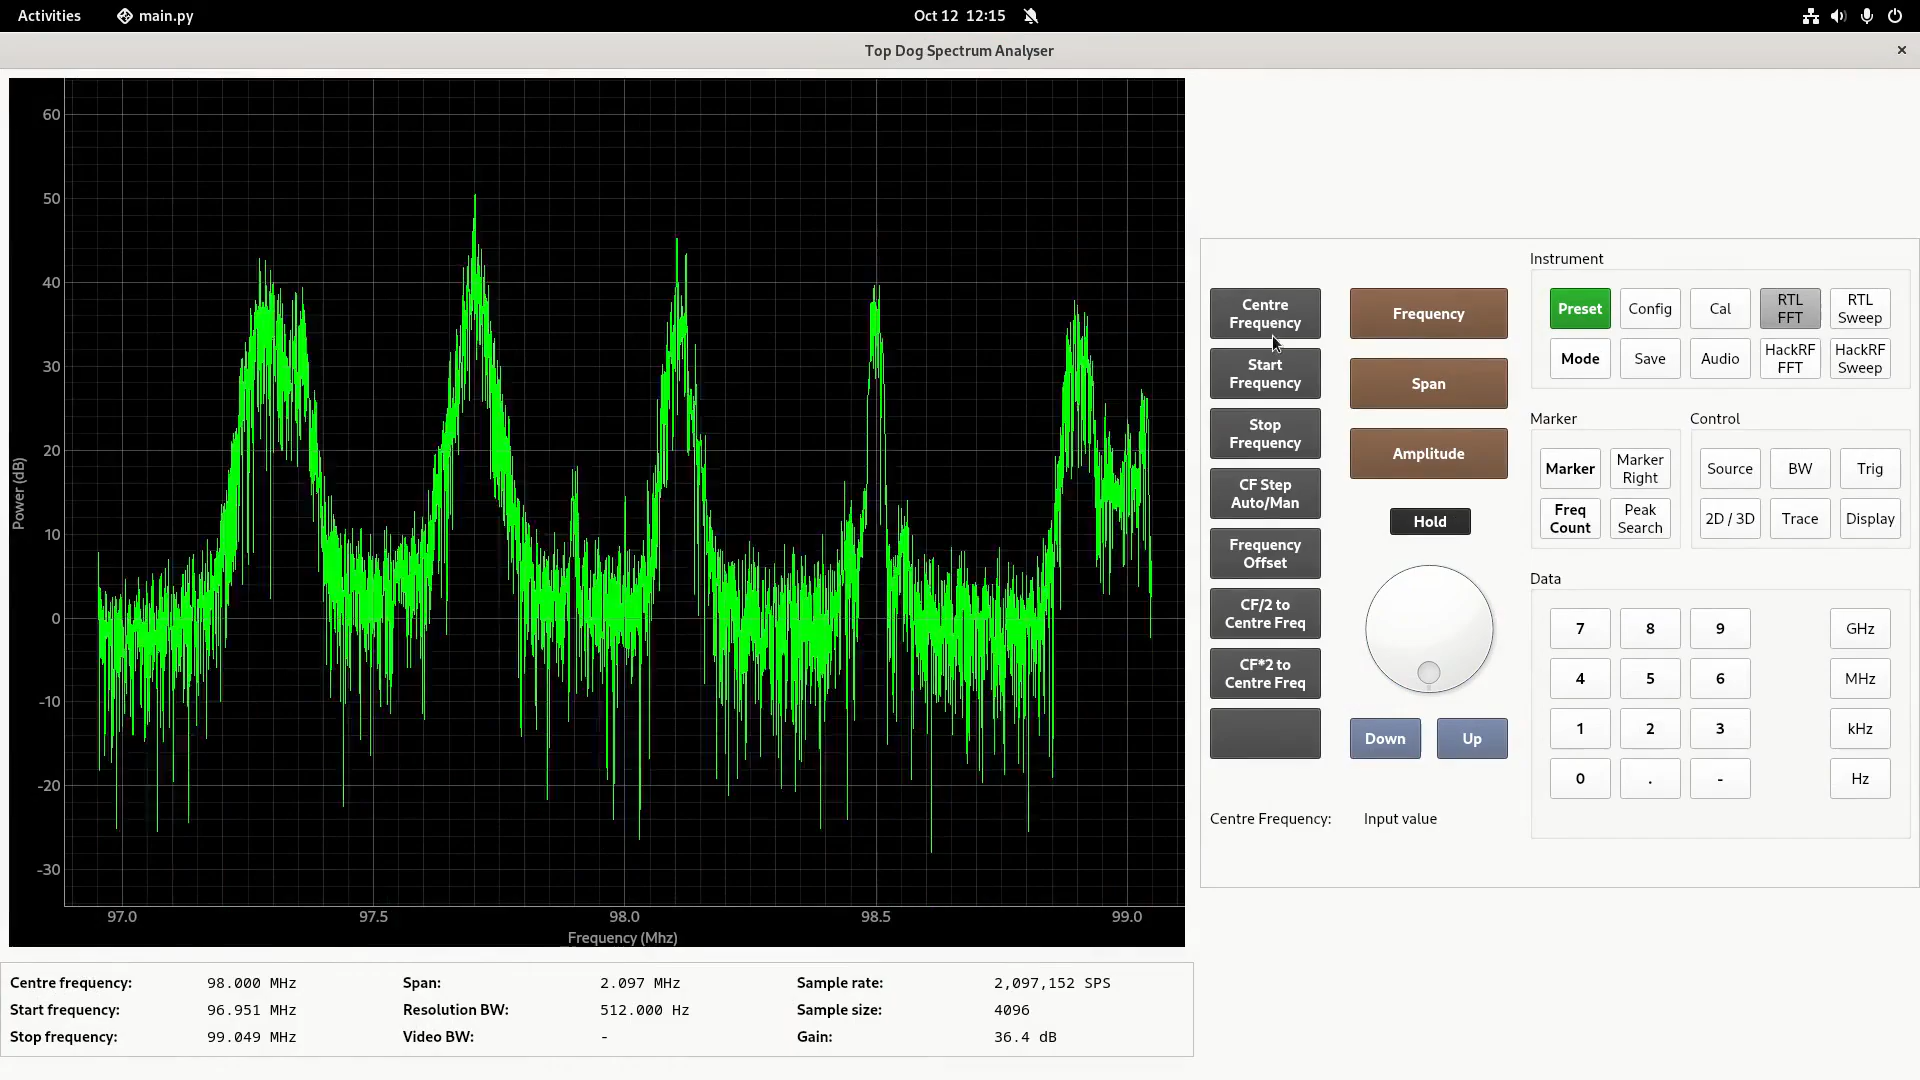 Activities main.py Oct 12 12:15
Top Dog Spectrum Analyser
60
50
40
30
20
10
0
-10
-20
-30
Power (dB)
97.0 97.5 98.0 98.5 99.0
Frequency (Mhz)
Centre
Frequency
Start
Frequency
Stop
Frequency
CF Step
Auto/Man
Frequency
Offset
CF/2 to
Centre Freq
CF*2 to
Centre Freq
Frequency
Span
Amplitude
Hold
Down Up
Centre Frequency: Input value
Instrument
Preset Config Cal RTL FFT RTL Sweep
Mode Save Audio HackRF FFT HackRF Sweep
Marker
Marker Marker Right
Freq Count Peak Search
Control
Source BW Trig
2D / 3D Trace Display
Data
7 8 9 GHz
4 5 6 MHz
1 2 3 kHz
0 . - Hz
Centre frequency: 98.000 MHz Span: 2.097 MHz Sample rate: 2,097,152 SPS
Start frequency: 96.951 MHz Resolution BW: 512.000 Hz Sample size: 4096
Stop frequency: 99.049 MHz Video BW: - Gain: 36.4 dB